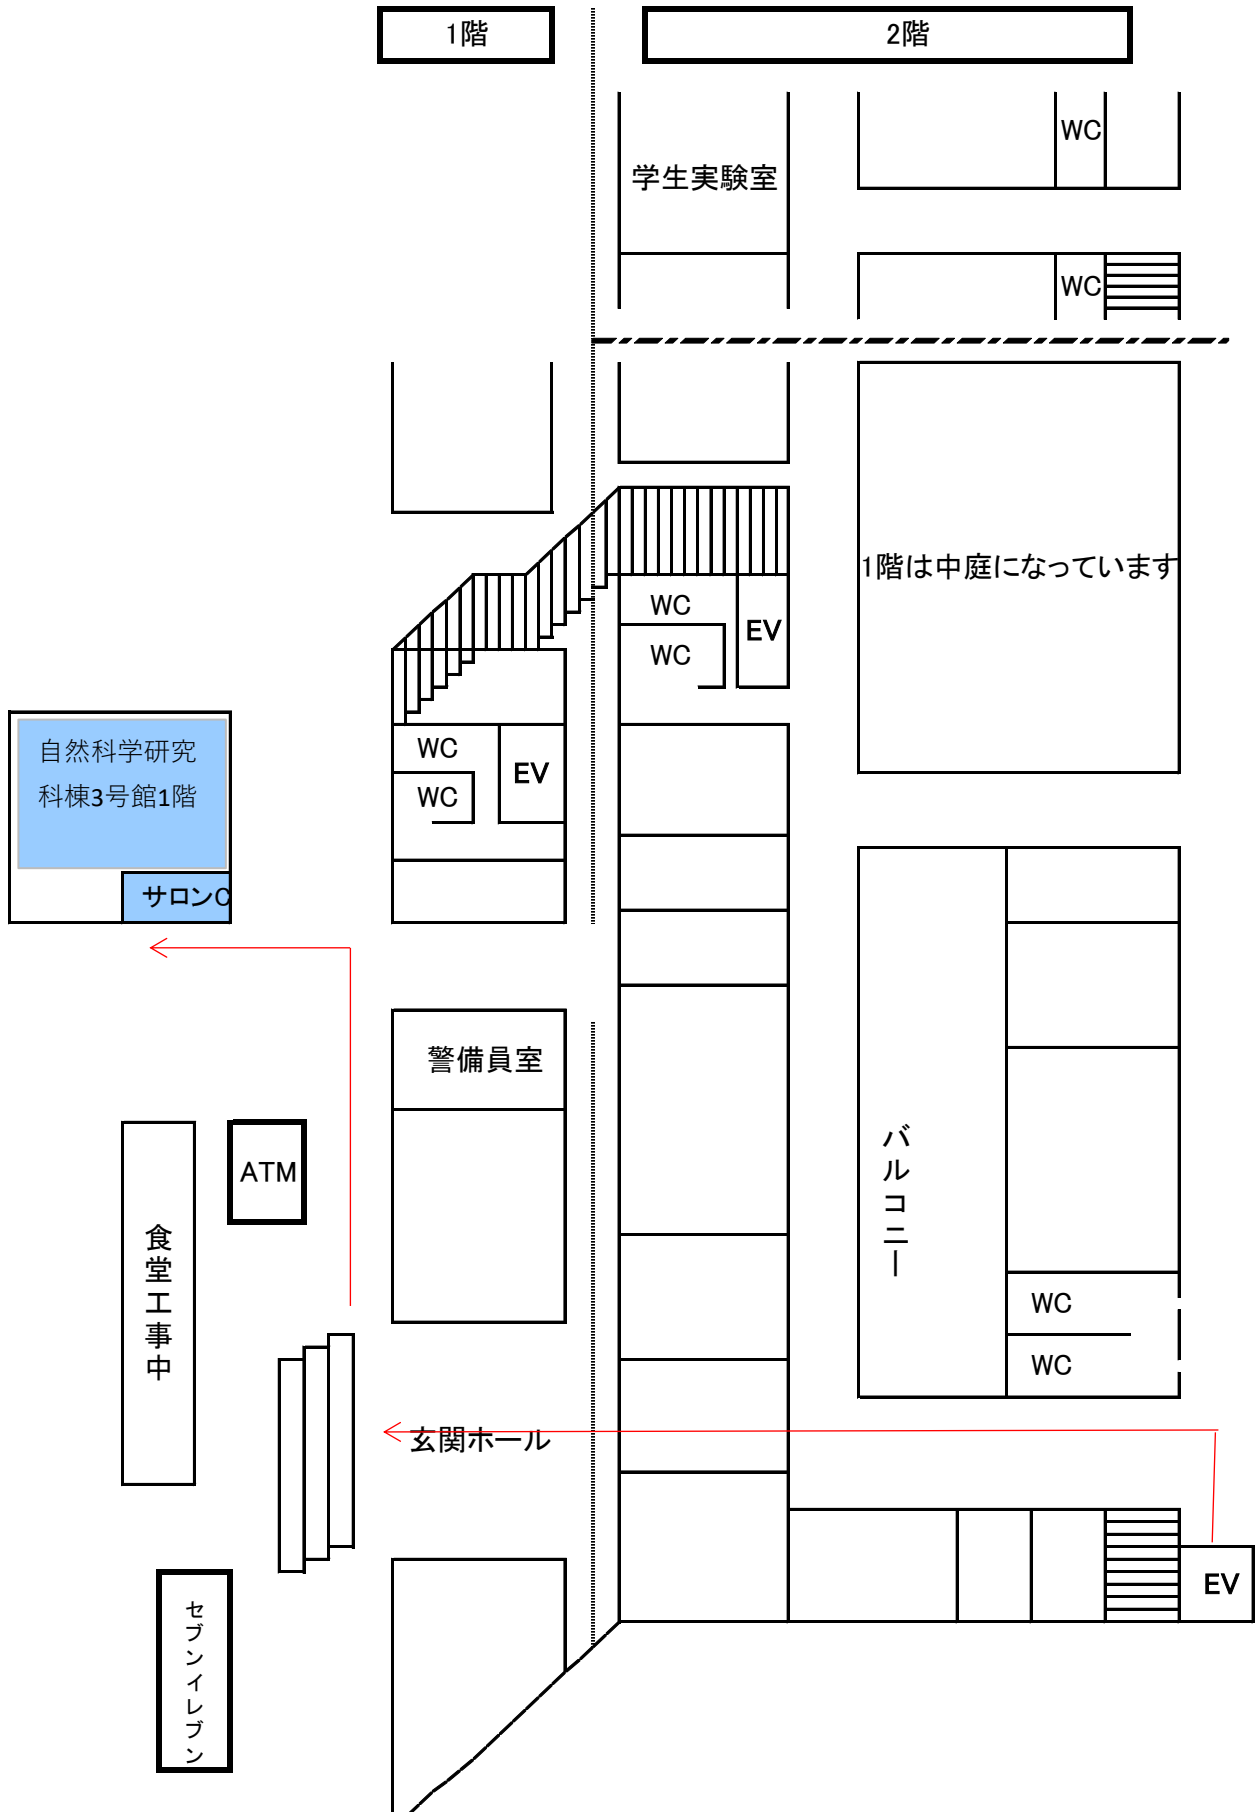 1階
2階
WC
学生実験室
WC
1階は中庭になっています
WC
EV
WC
自然科学研究
科棟3号館1階
WC
EV
WC
サロンC
警備員室
バルコニー
ATM
食堂工事中
WC
WC
玄関ホール
EV
セブンイレブン